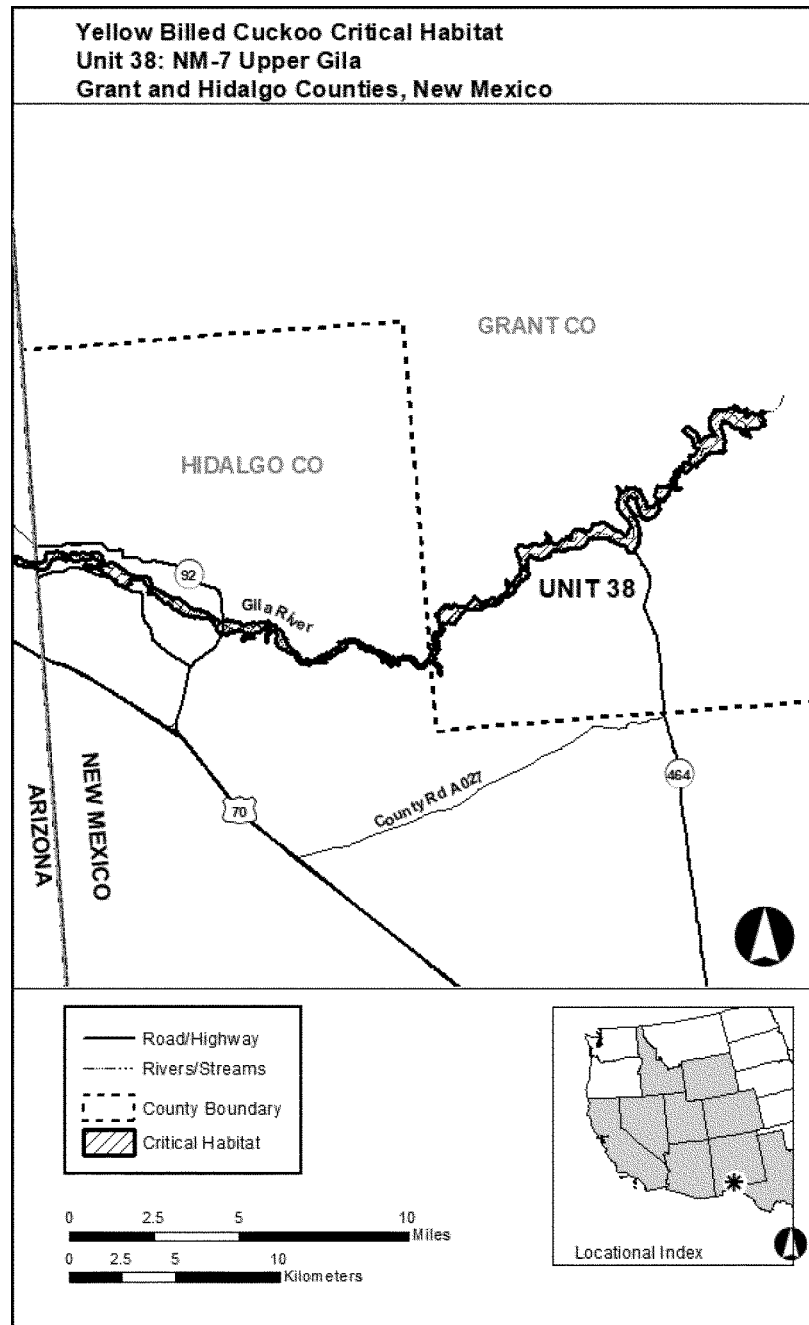 Yellow Billed Cuckoo Critical Habitat
Unit 38: NM-7 Upper Gila
Grant and Hidalgo Counties, New Mexico
GRANT CO
HIDALGO CO
92
Gila River
UNIT 38
464
County Rd A027
70
ARIZONA
NEW MEXICO
Road/Highway
Rivers/Streams
County Boundary
Critical Habitat
0 2.5 5 10
Miles
0 2.5 5 10
Kilometers
Locational Index